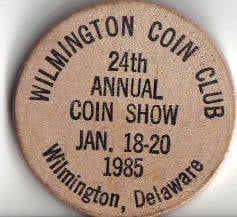 WILMINGTON COIN CLUB
24th
ANNUAL
COIN SHOW
JAN. 18-20
1985
Wilmington, Delaware